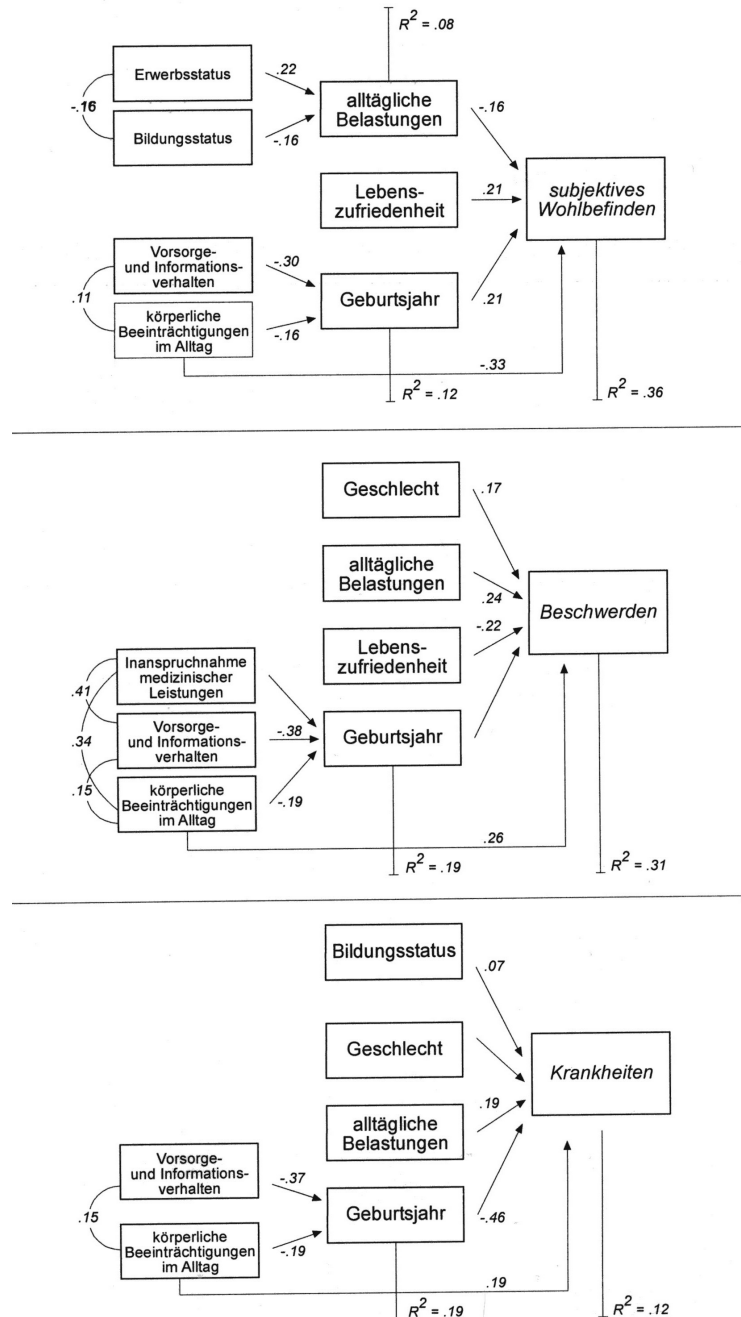 R² = .08
Erwerbsstatus
.22
alltägliche
Belastungen
-.16
-.16
Bildungsstatus
-.16
Lebens-
zufriedenheit
.21
subjektives
Wohlbefinden
Vorsorge-
und Informations-
verhalten
-.30
.11
Geburtsjahr
.21
körperliche
Beeinträchtigungen
im Alltag
-.16
-.33
R² = .12
R² = .36
Geschlecht
.17
alltägliche
Belastungen
.24
Beschwerden
Lebens-
zufriedenheit
-.22
Inanspruchnahme
medizinischer
Leistungen
.41
Vorsorge-
und Informations-
verhalten
-.38
Geburtsjahr
.34
.15
körperliche
Beeinträchtigungen
im Alltag
-.19
.26
R² = .19
R² = .31
Bildungsstatus
.07
Geschlecht
Krankheiten
alltägliche
Belastungen
.19
Vorsorge-
und Informations-
verhalten
-.37
Geburtsjahr
-.46
.15
körperliche
Beeinträchtigungen
im Alltag
-.19
.19
R² = .19
R² = .12